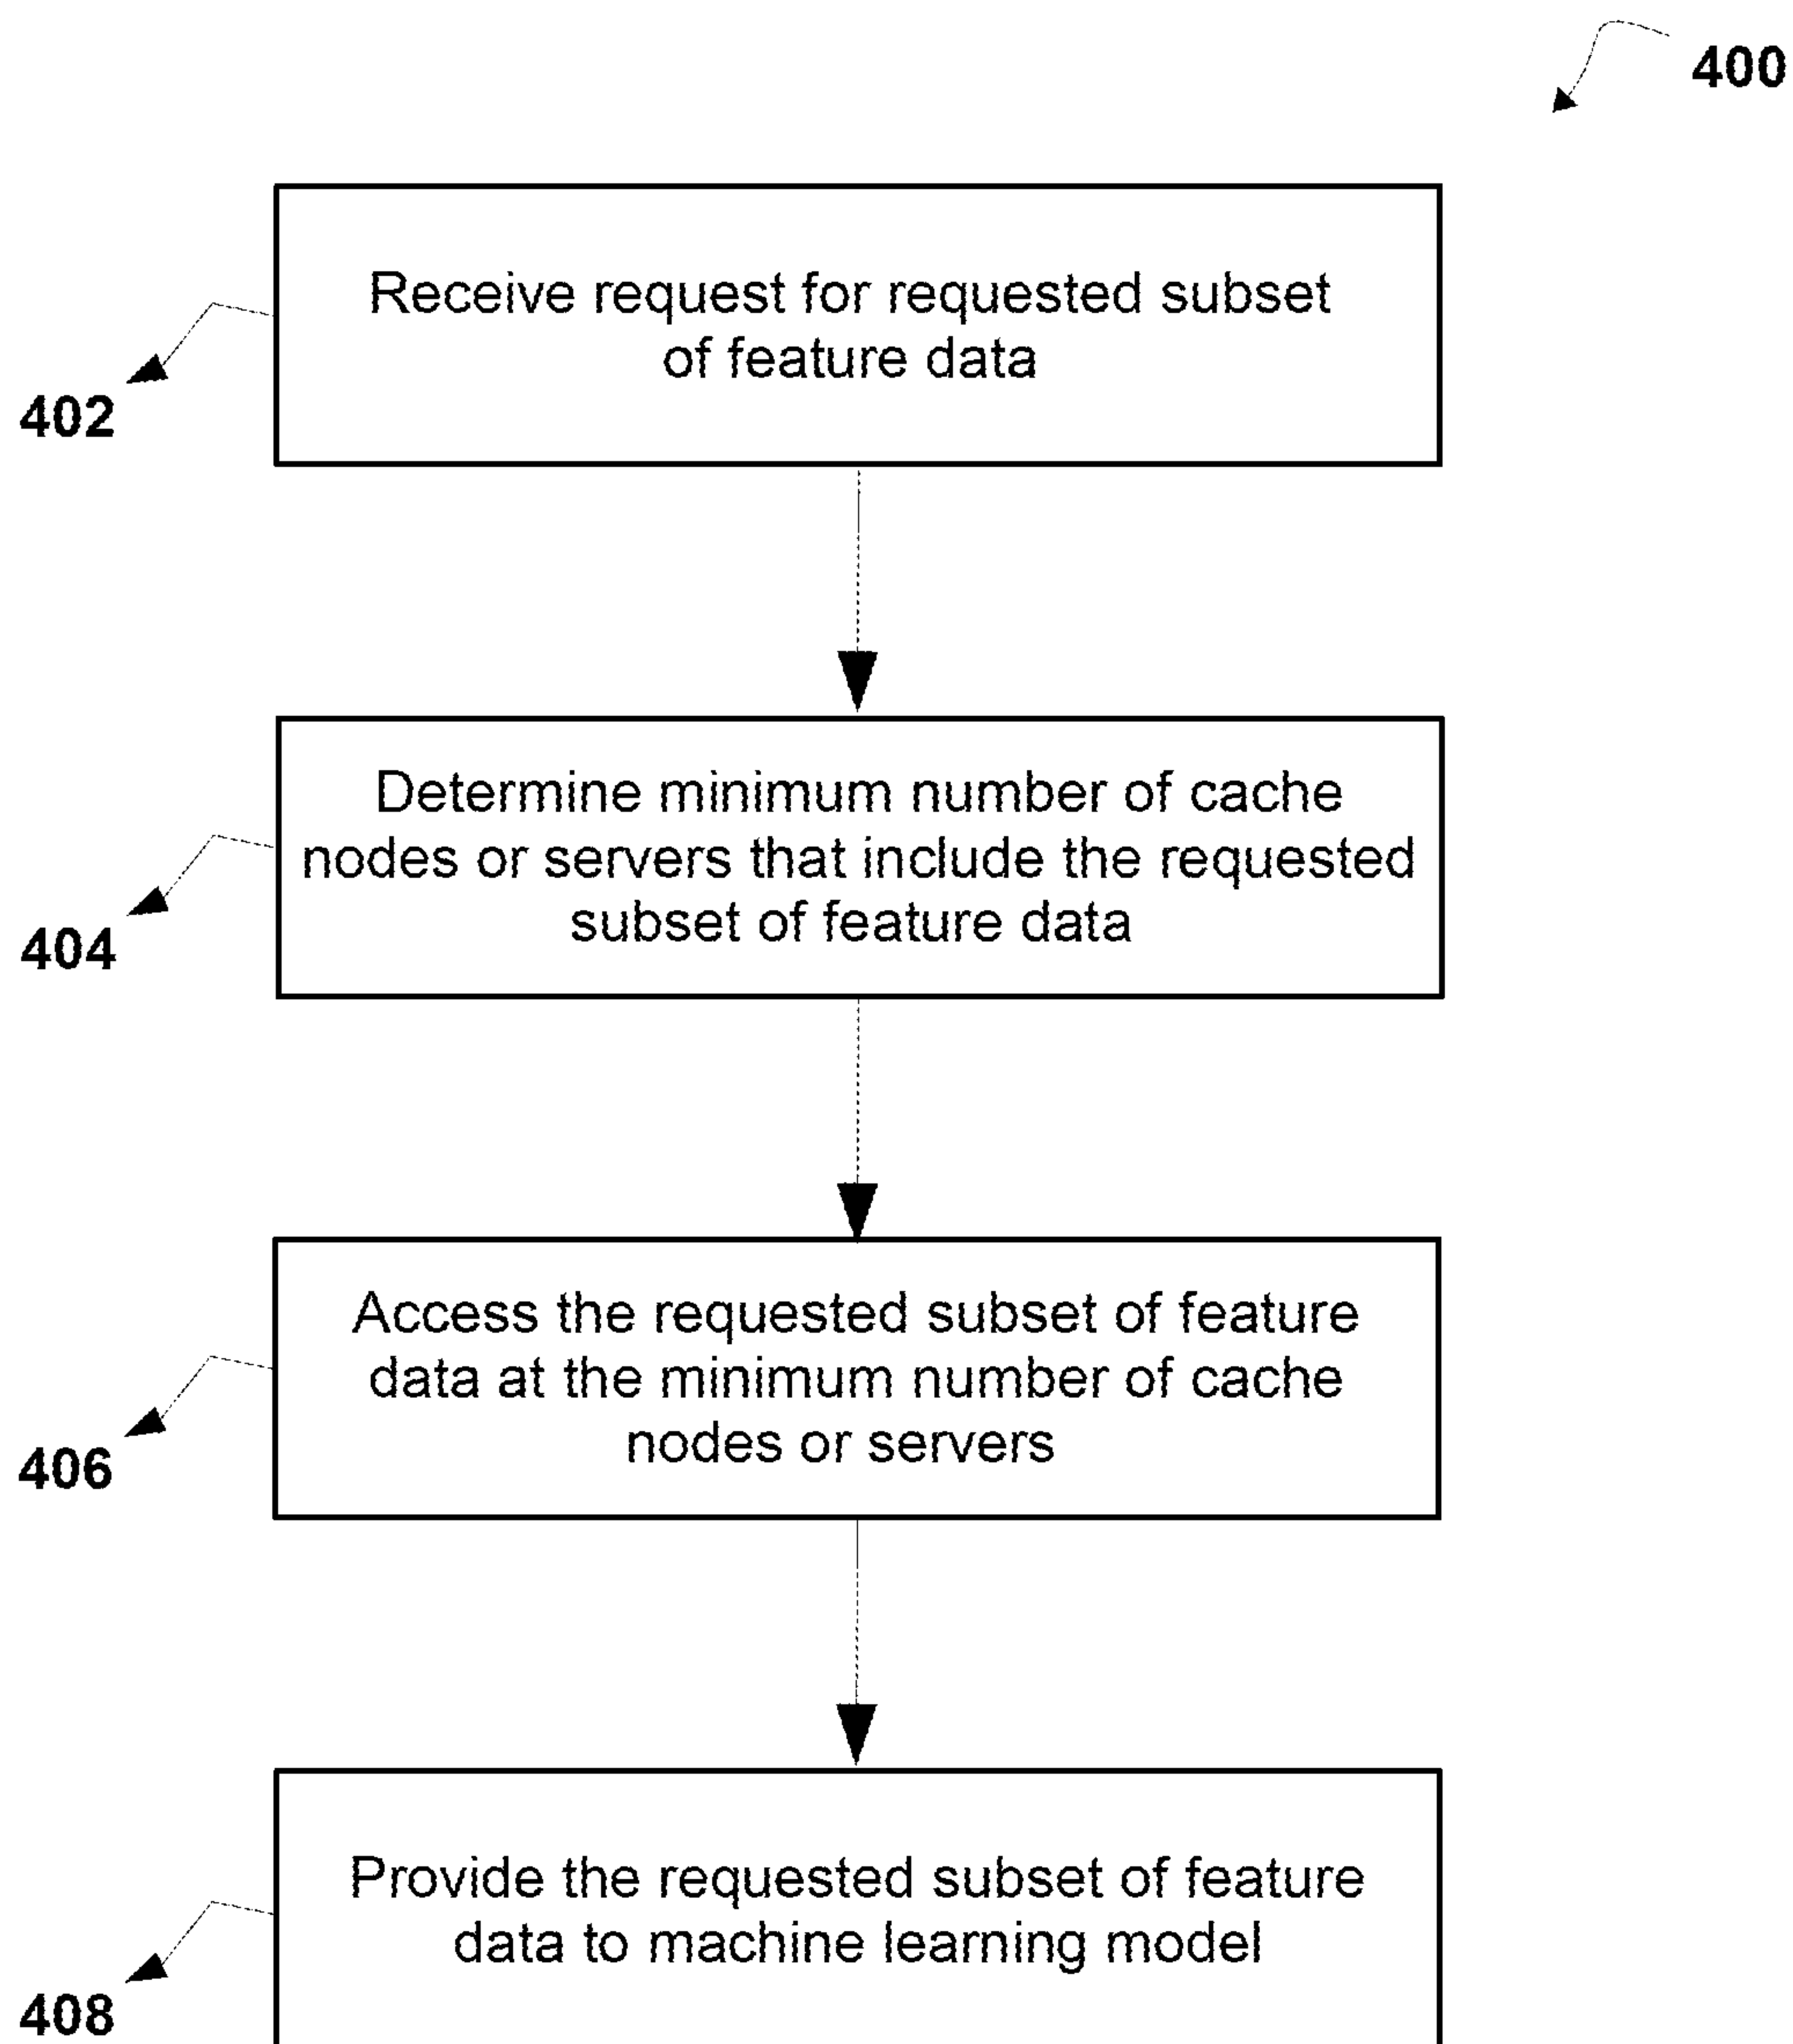 400
Receive request for requested subset
of feature data
402
Determine minimum number of cache
nodes or servers that include the requested
subset of feature data
404
Access the requested subset of feature
data at the minimum number of cache
nodes or servers
406
Provide the requested subset of feature
data to machine learning model
408